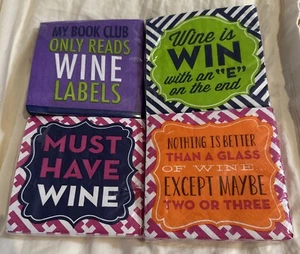 MY BOOK CLUB
ONLY READS
WINE
LABELS
Wine is
WIN
with an "E"
on the end
MUST
HAVE
WINE
NOTHING IS BETTER
THAN A GLASS
OF WINE...
EXCEPT MAYBE
TWO OR THREE